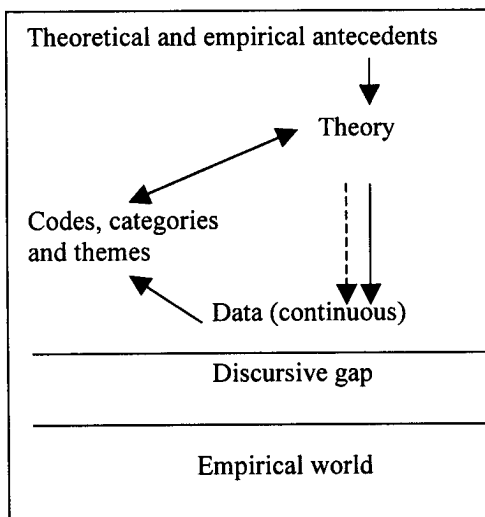 Theoretical and empirical antecedents
Theory
Codes, categories
and themes
Data (continuous)
Discursive gap
Empirical world